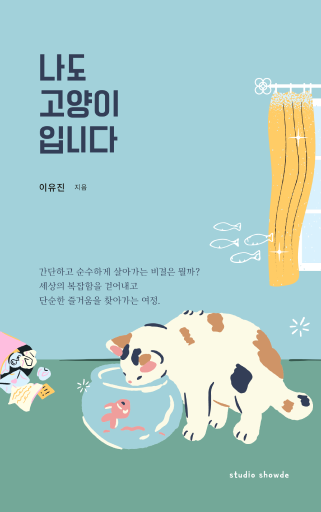 나도
고양이
입니다
이유진 지음
간단하고 순수하게 살아가는 비결은 뭘까?
세상의 복잡함을 걷어내고
단순한 즐거움을 찾아가는 여정.
studio showde